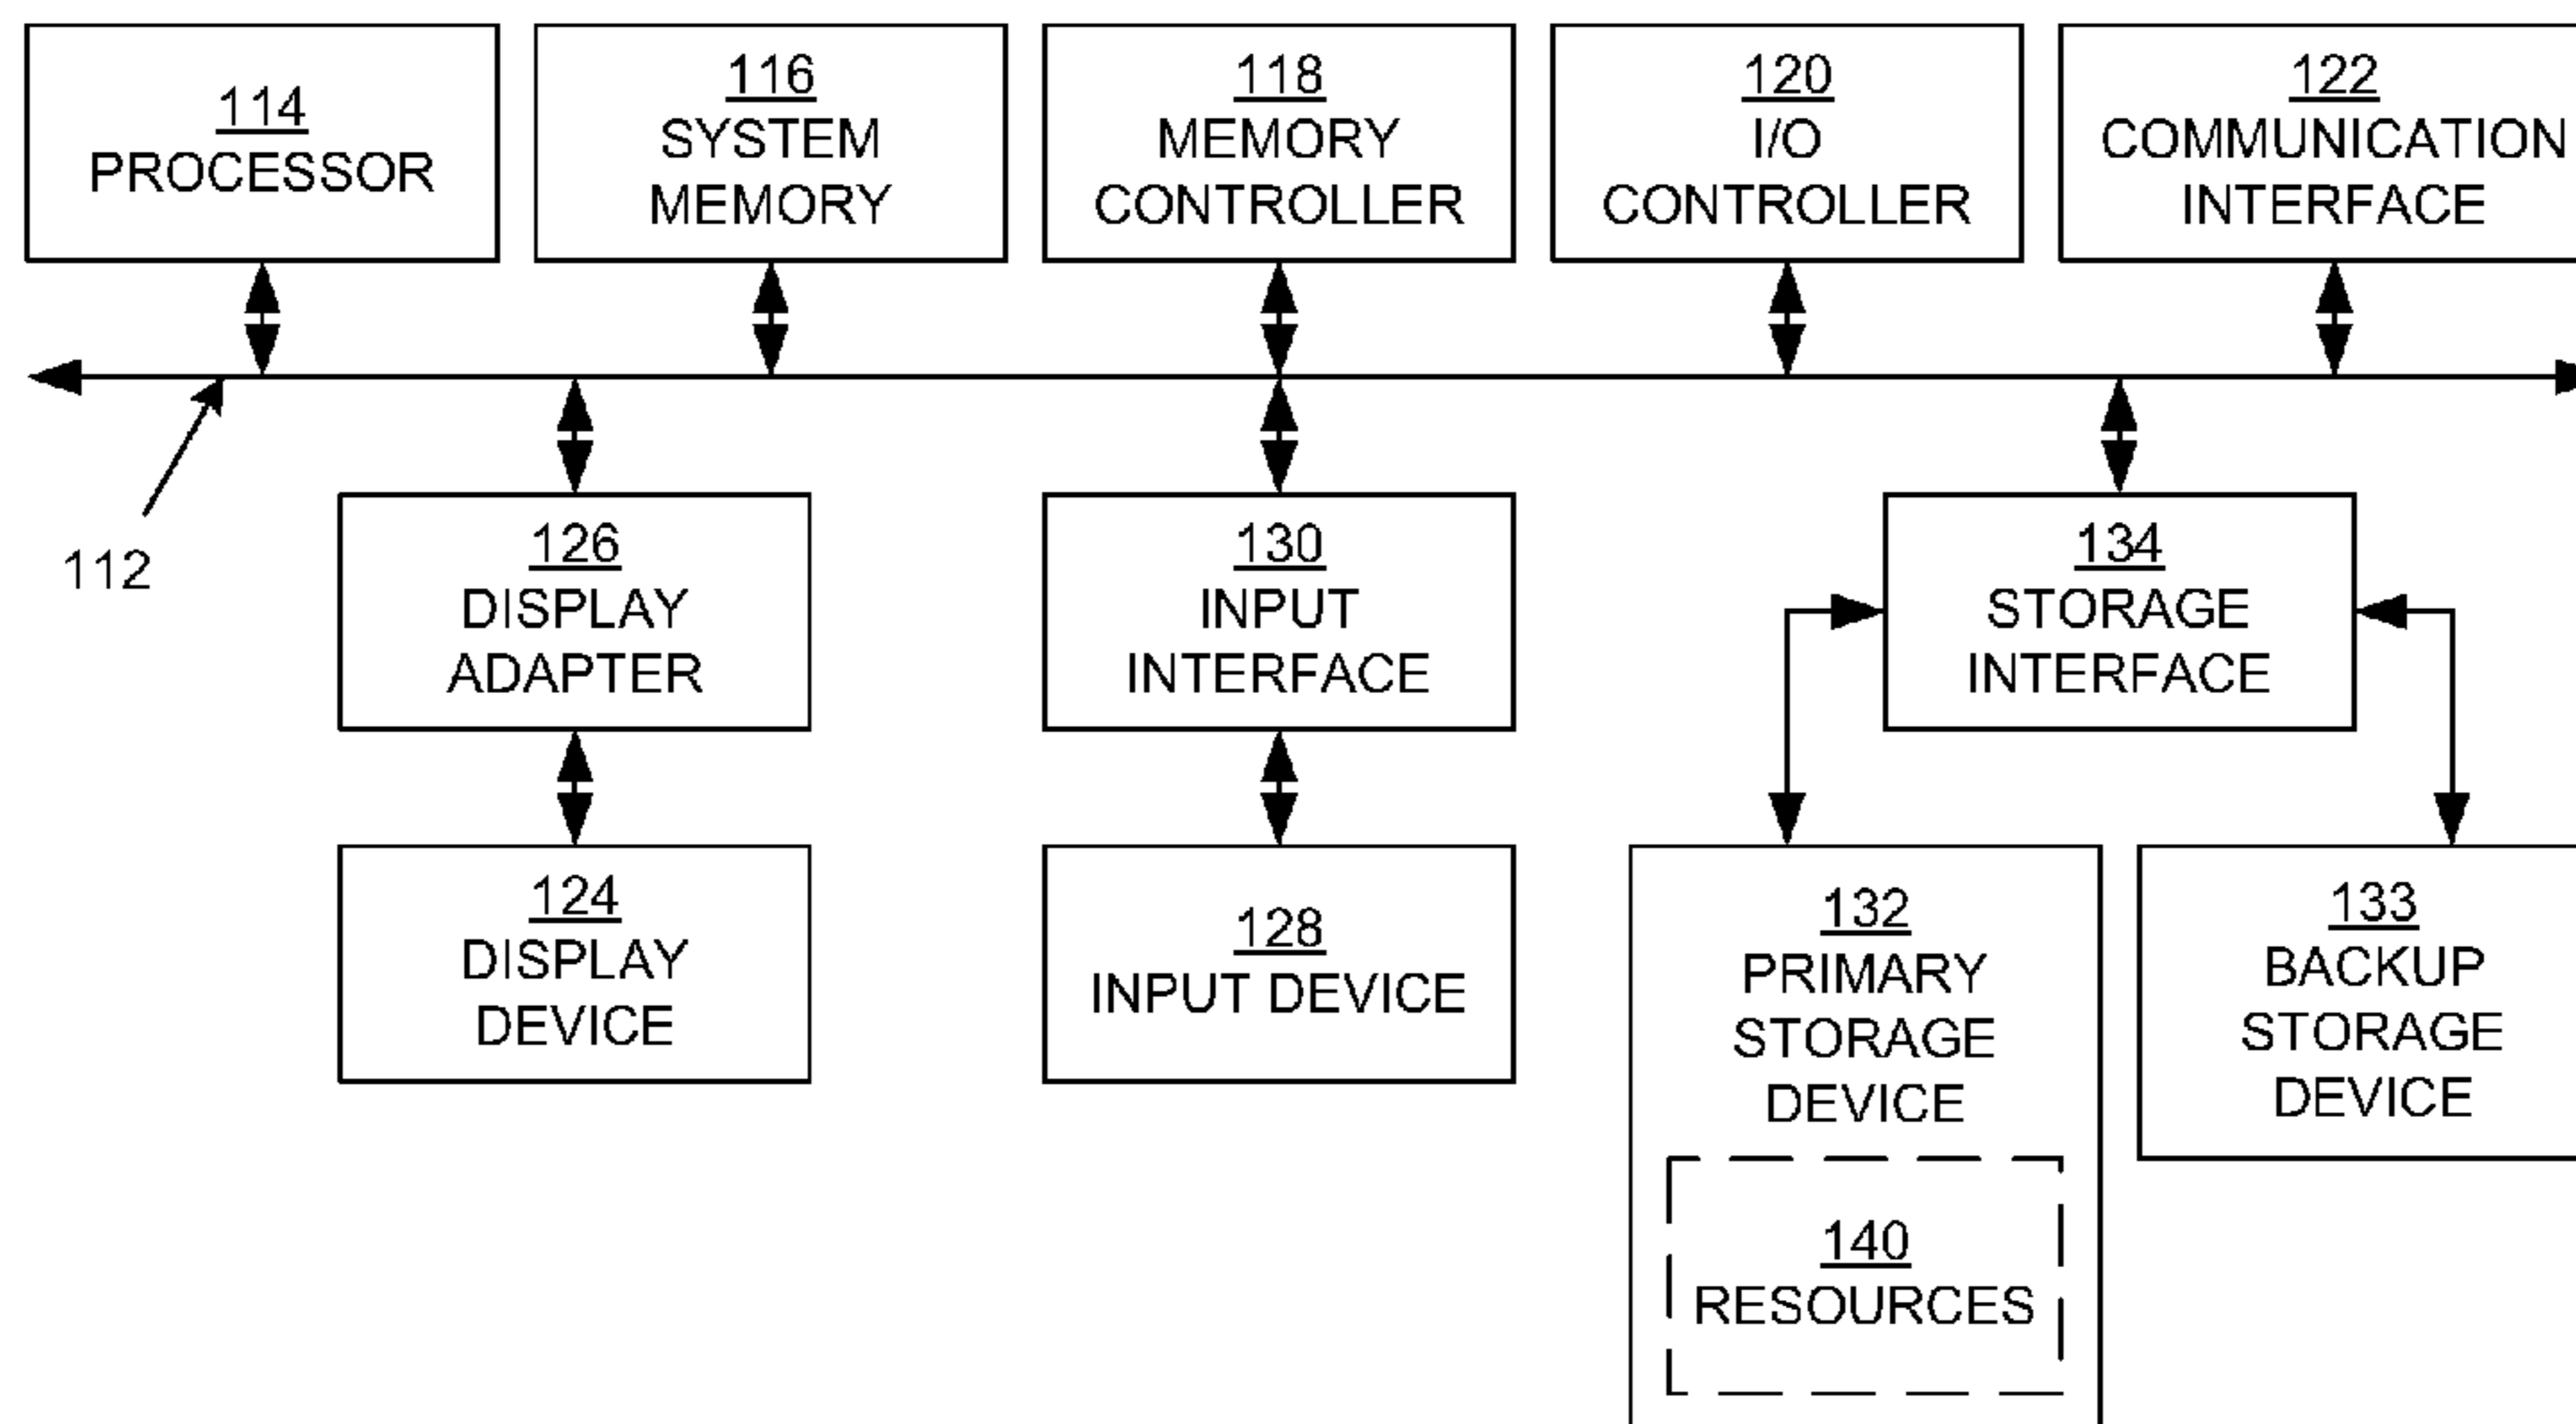 114
PROCESSOR
116
SYSTEM
MEMORY
118
MEMORY
CONTROLLER
120
I/O
CONTROLLER
122
COMMUNICATION
INTERFACE
112
126
DISPLAY
ADAPTER
130
INPUT
INTERFACE
134
STORAGE
INTERFACE
124
DISPLAY
DEVICE
128
INPUT DEVICE
132
PRIMARY
STORAGE
DEVICE
140
RESOURCES
133
BACKUP
STORAGE
DEVICE